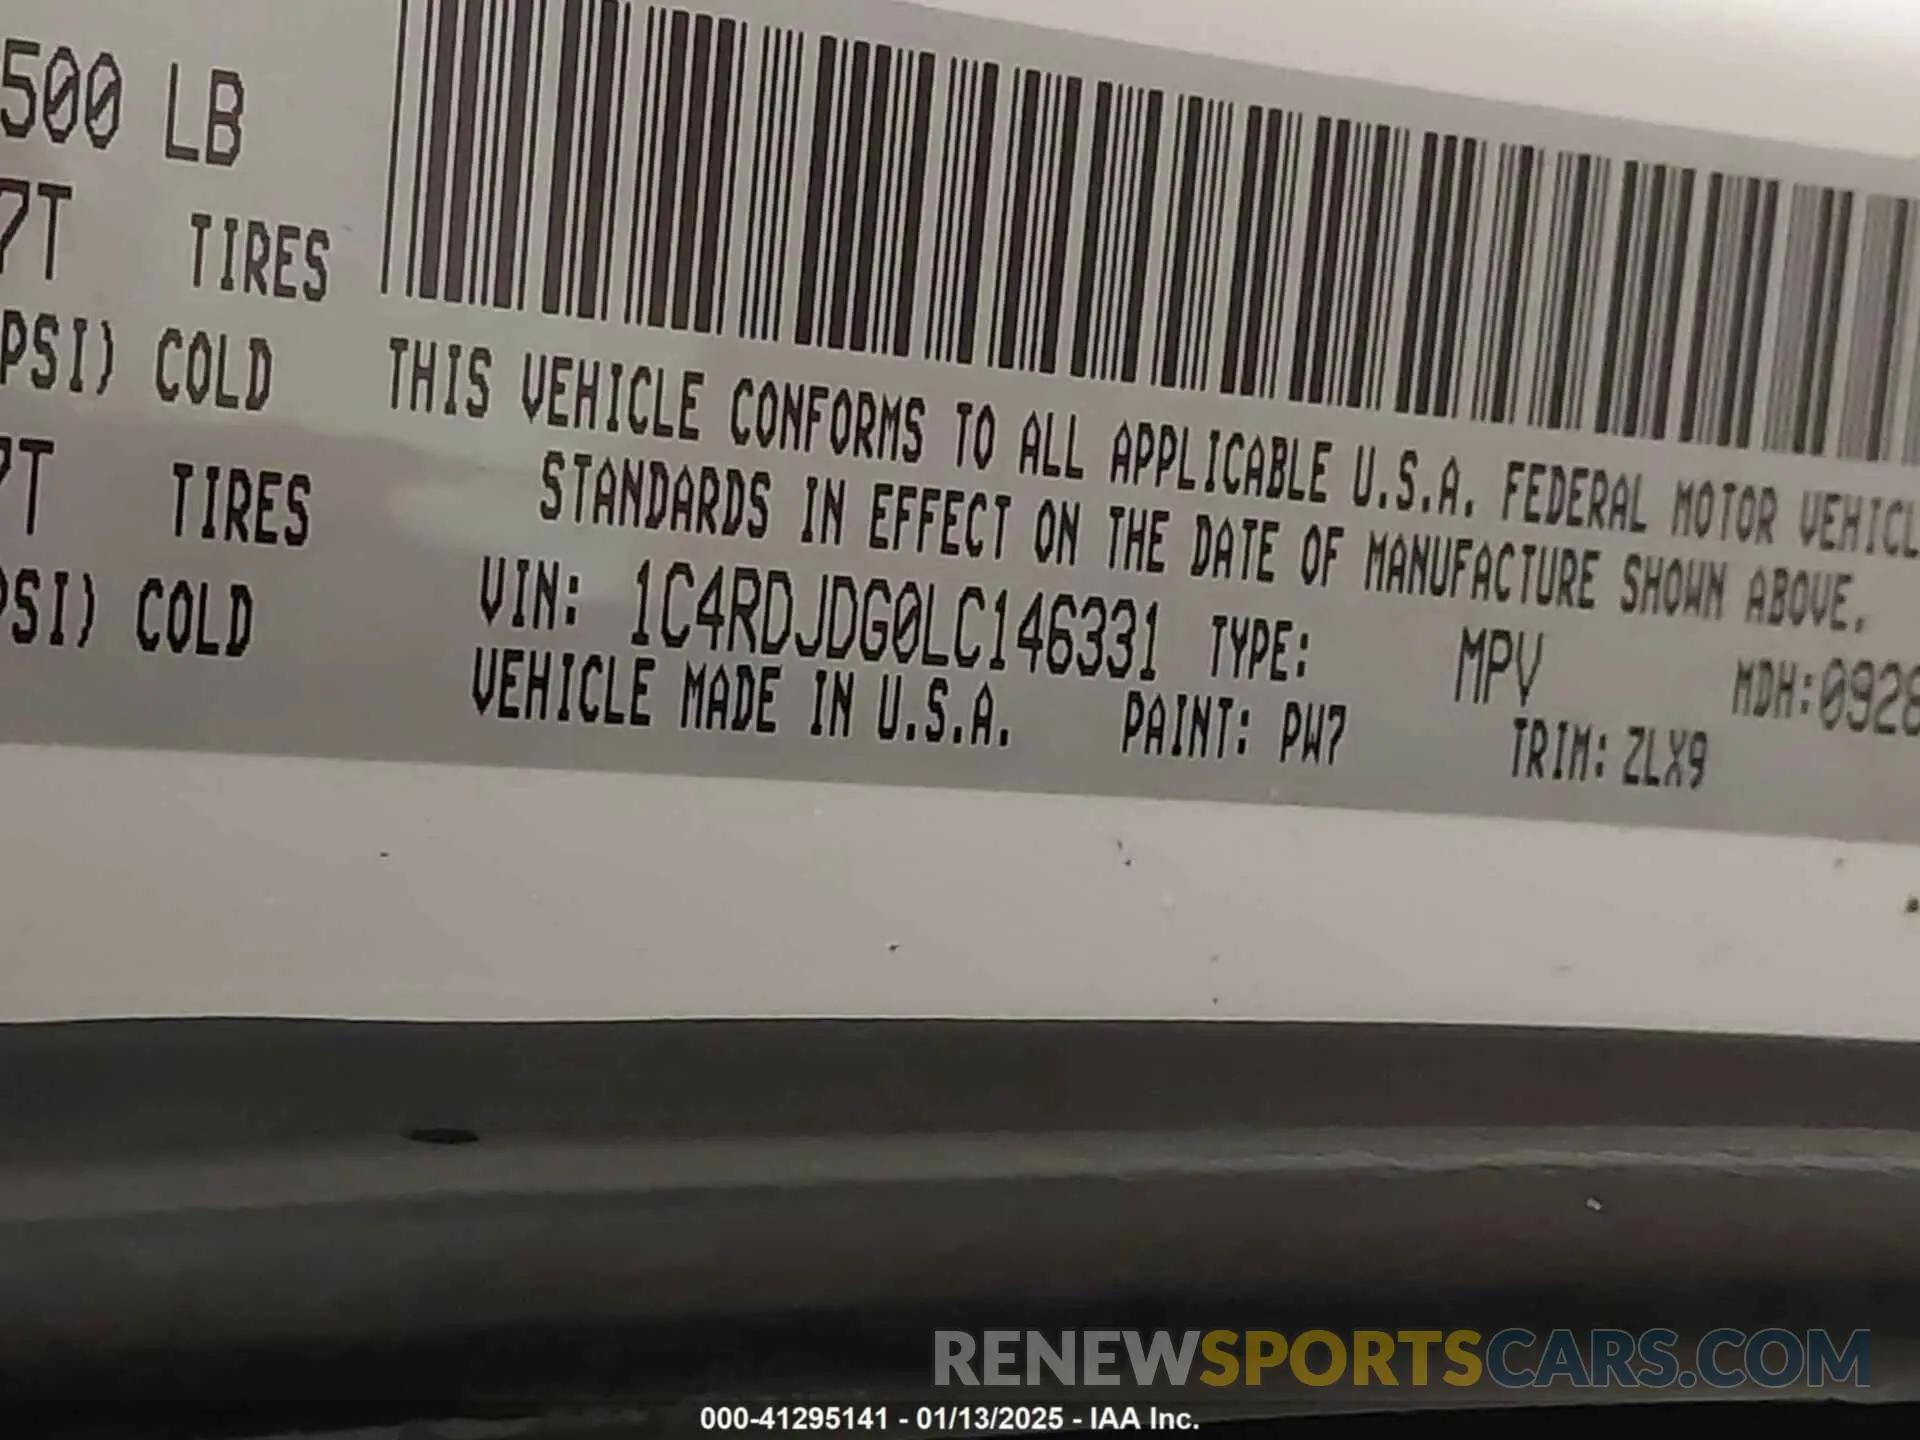 500 LB
7T TIRES
PSI) COLD
7T TIRES
PSI) COLD
THIS VEHICLE CONFORMS TO ALL APPLICABLE U.S.A. FEDERAL MOTOR VEHICL
STANDARDS IN EFFECT ON THE DATE OF MANUFACTURE SHOWN ABOVE.
VIN: 1C4RDJDG0LC146331 TYPE: MPV MDH:0928
VEHICLE MADE IN U.S.A. PAINT: PW7 TRIM: ZLX9
RENEWSPORTSCARS.COM
000-41295141 - 01/13/2025 - IAA Inc.